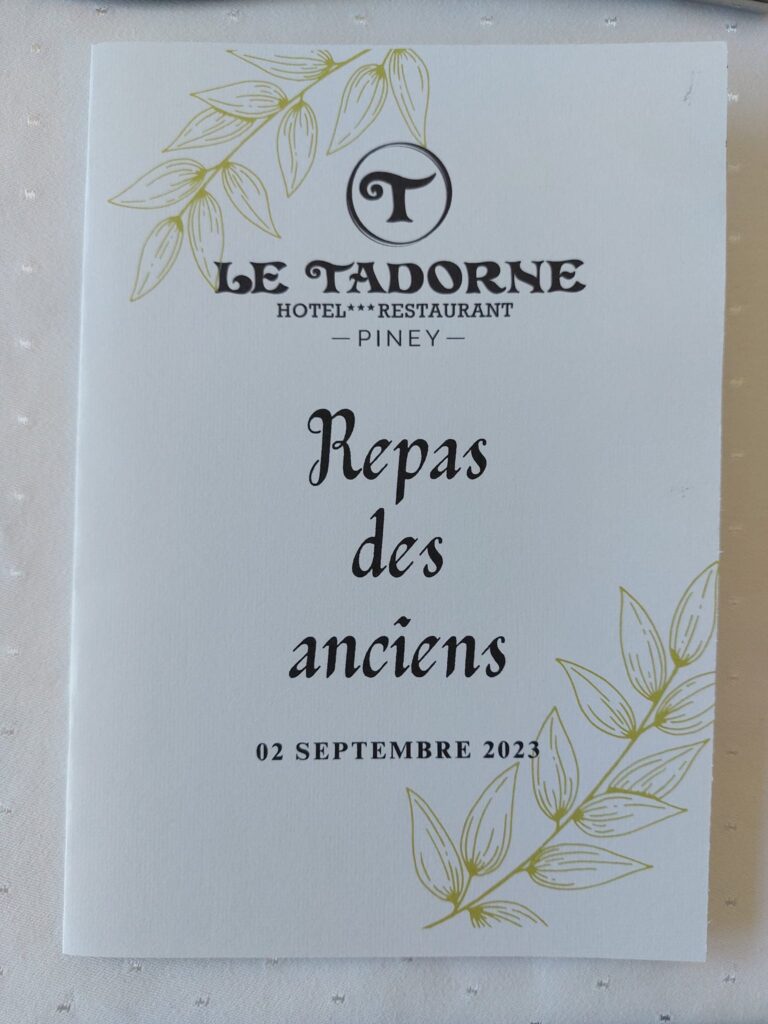 T
LE TADORNE
HOTEL***RESTAURANT
—PINEY—
Repas
des
anciens
02 SEPTEMBRE 2023